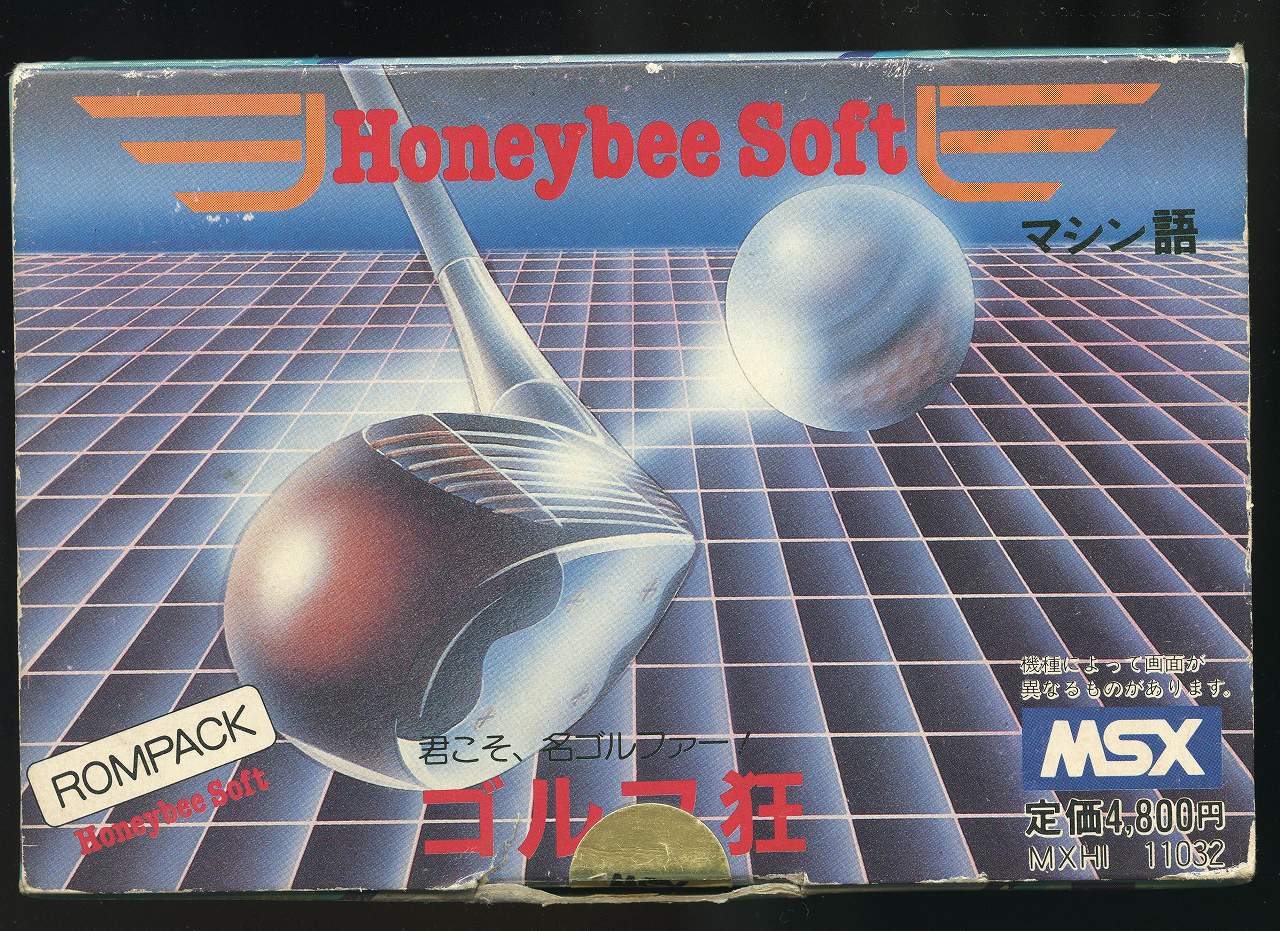 Honeybee Soft
マシン語
機種によって画面が
異なるものがあります。
MSX
定価4,800円
MXHI 11032
ROMPACK
Honeybee Soft
君こそ、名ゴルファー!
ゴルフ狂
MSX